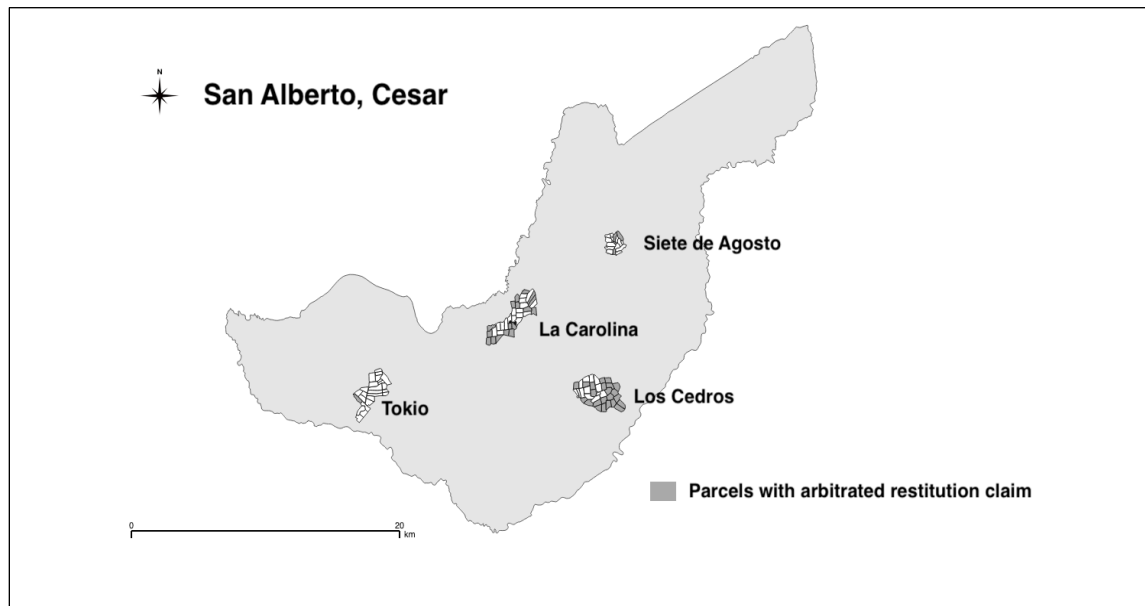 N
San Alberto, Cesar
Siete de Agosto
La Carolina
Los Cedros
Tokio
Parcels with arbitrated restitution claim
0
20
km